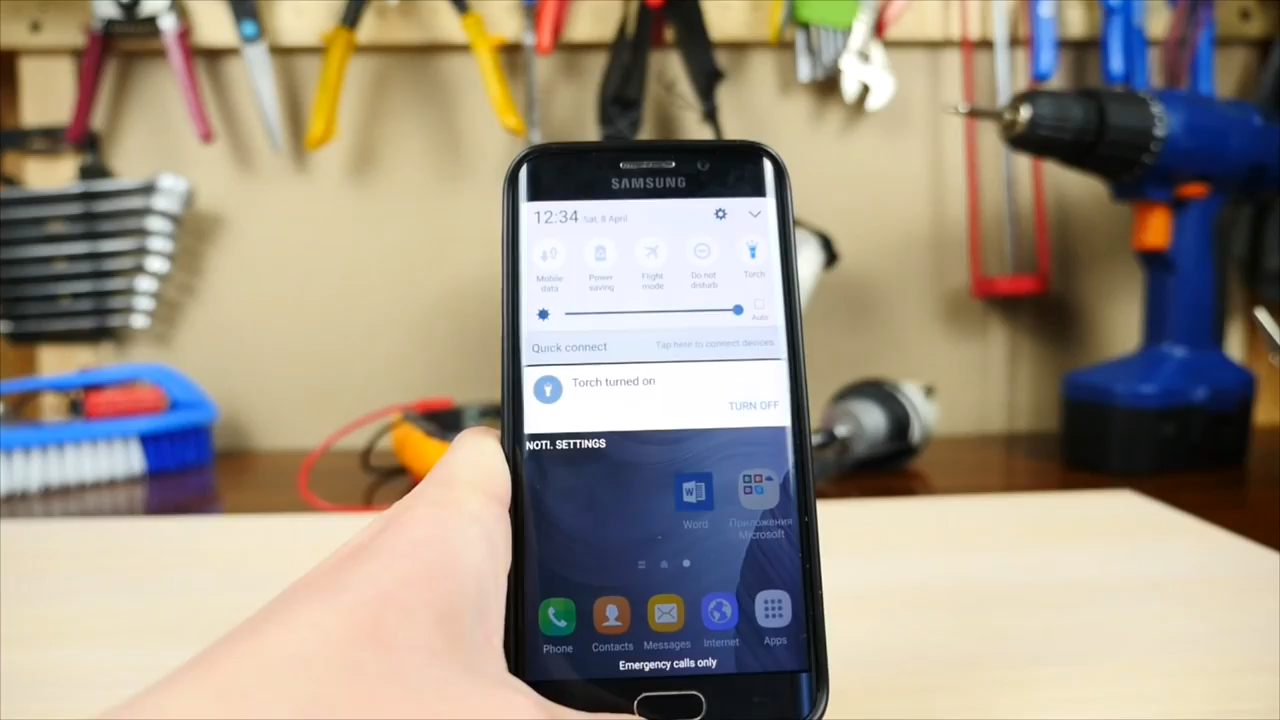 SAMSUNG
12:34 Sat, 8 April
Mobile data
Power saving
Flight mode
Do not disturb
Torch
Auto
Quick connect
Tap here to connect devices.
Torch turned on
TURN OFF
NOTI. SETTINGS
Word
Приложения Microsoft
Phone
Contacts
Messages
Internet
Apps
Emergency calls only